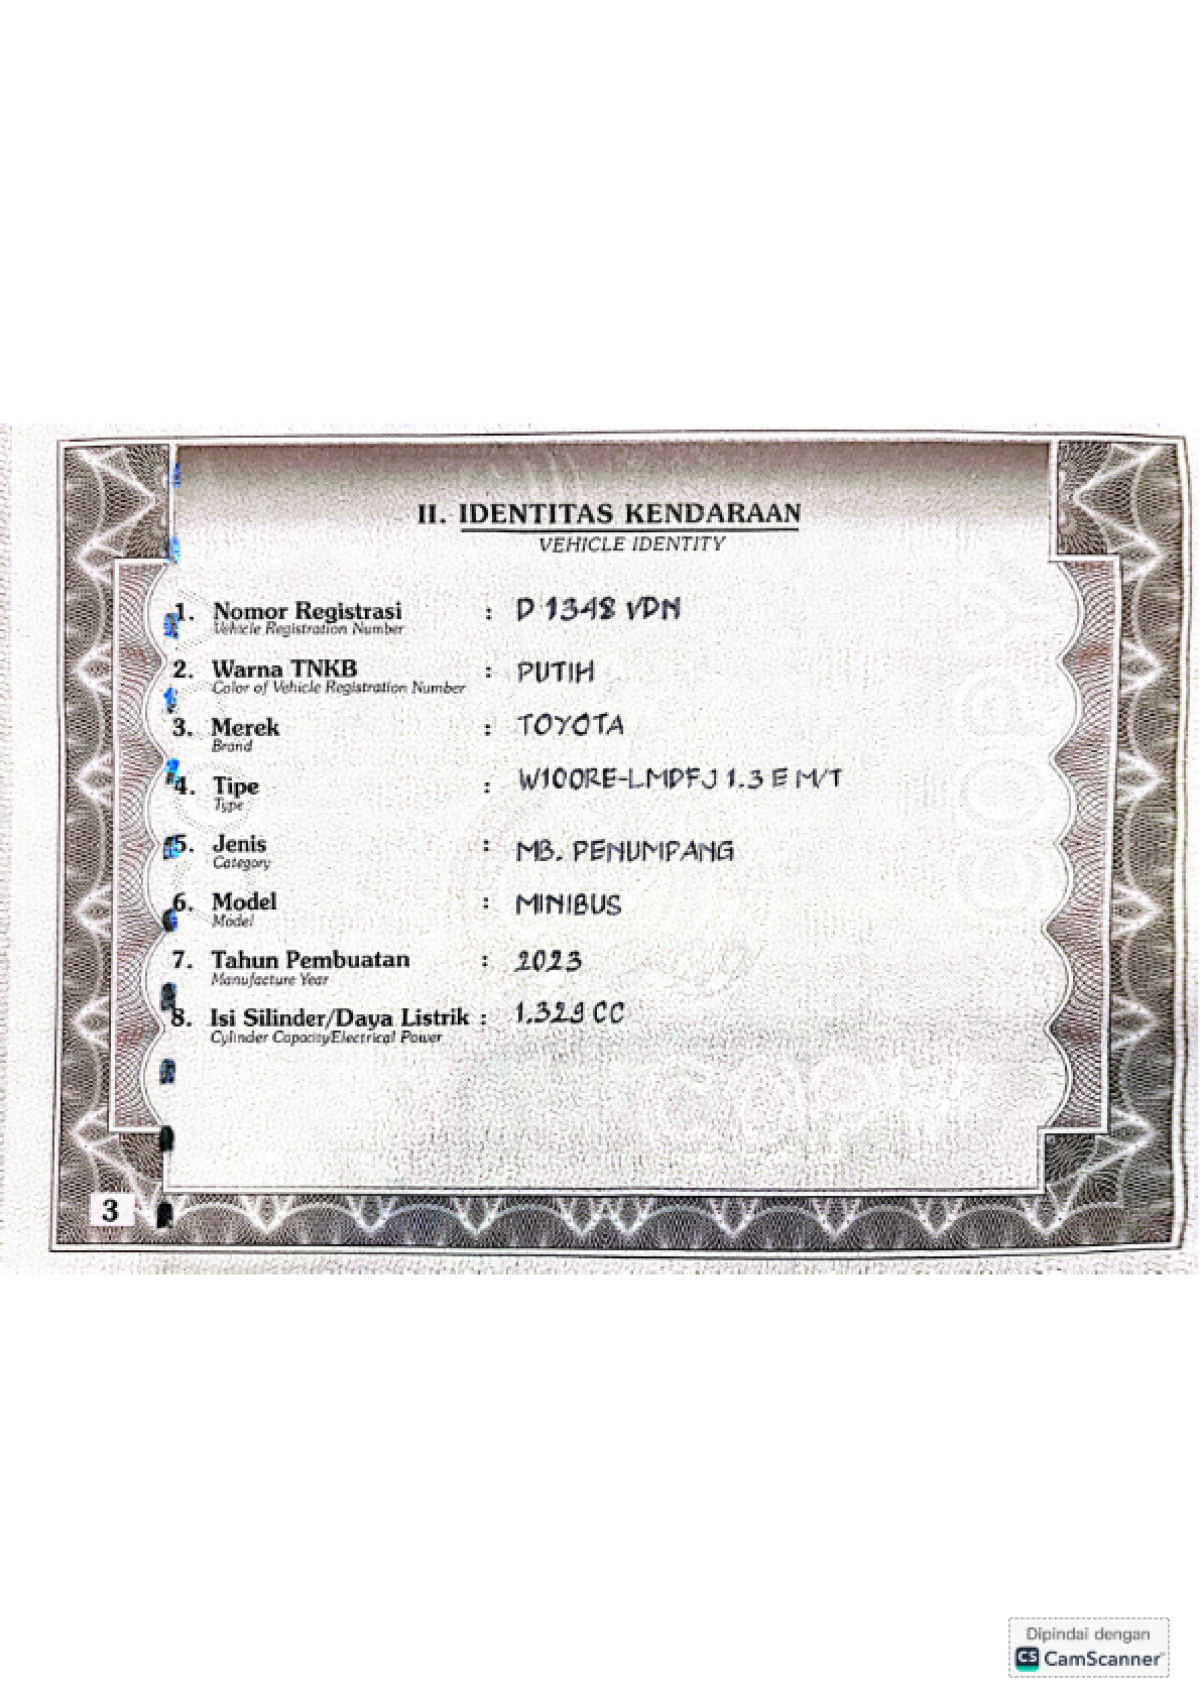 II. IDENTITAS KENDARAAN
VEHICLE IDENTITY
1. Nomor Registrasi : D 1348 VDN
Vehicle Registration Number
2. Warna TNKB : PUTIH
Color of Vehicle Registration Number
3. Merek : TOYOTA
Brand
4. Tipe : W100RE-LMDFJ 1.3 E M/T
Type
5. Jenis : MB. PENUMPANG
Category
6. Model : MINIBUS
Model
7. Tahun Pembuatan : 2023
Manufacture Year
8. Isi Silinder/Daya Listrik : 1.329 CC
Cylinder Capacity/Electrical Power
COPY
COPY
3
Dipindai dengan
CS CamScanner